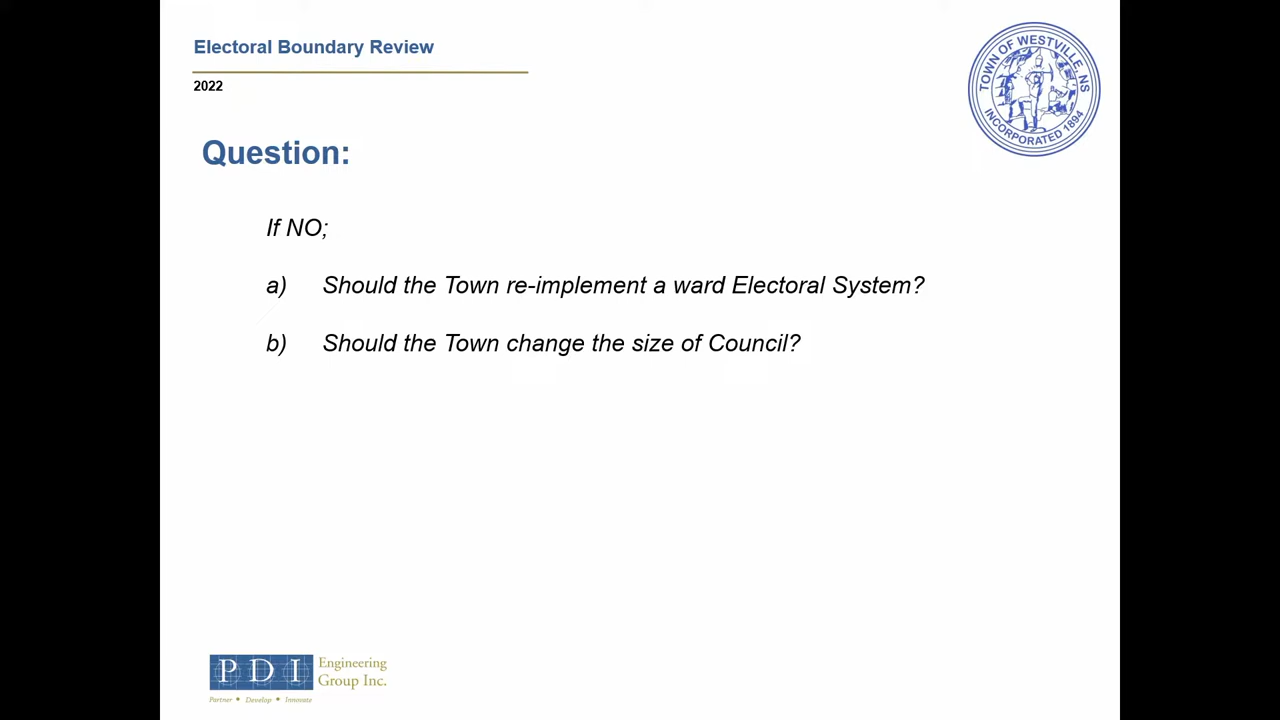 Electoral Boundary Review
2022
TOWN OF WESTVILLE, NS
INCORPORATED 1894
Question:
If NO;
a) Should the Town re-implement a ward Electoral System?
b) Should the Town change the size of Council?
PDI Engineering
Group Inc.
Partner • Develop • Innovate